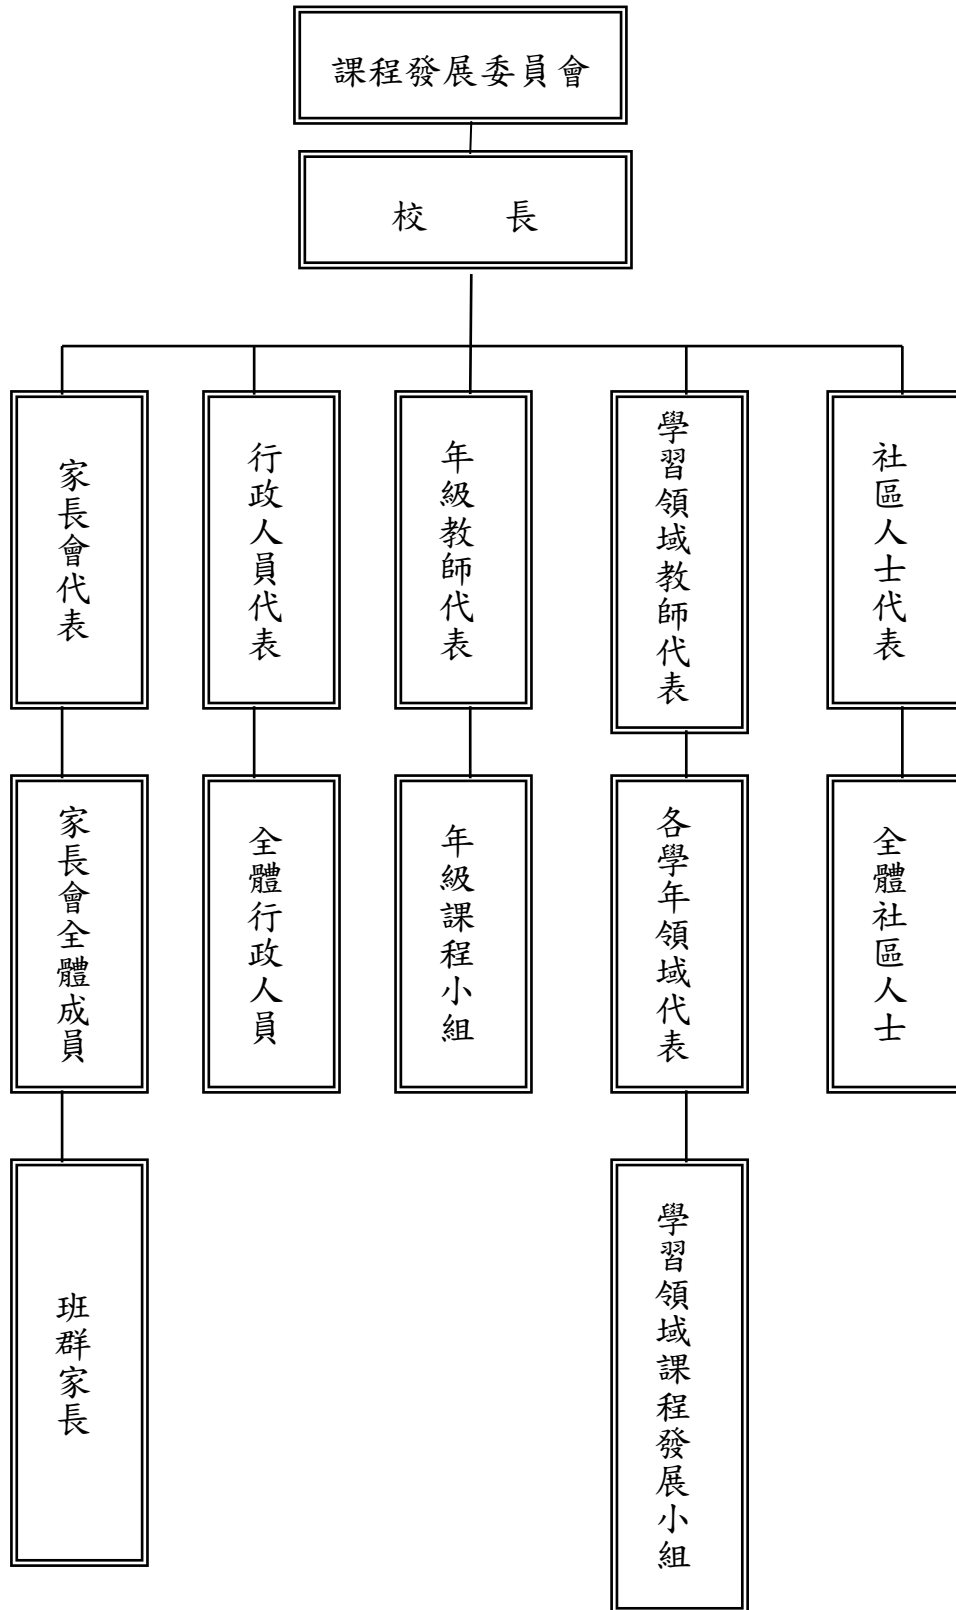 課程發展委員會
校 長
家長會代表
行政人員代表
年級教師代表
學習領域教師代表
社區人士代表
家長會全體成員
全體行政人員
年級課程小組
各學年領域代表
全體社區人士
班群家長
學習領域課程發展小組